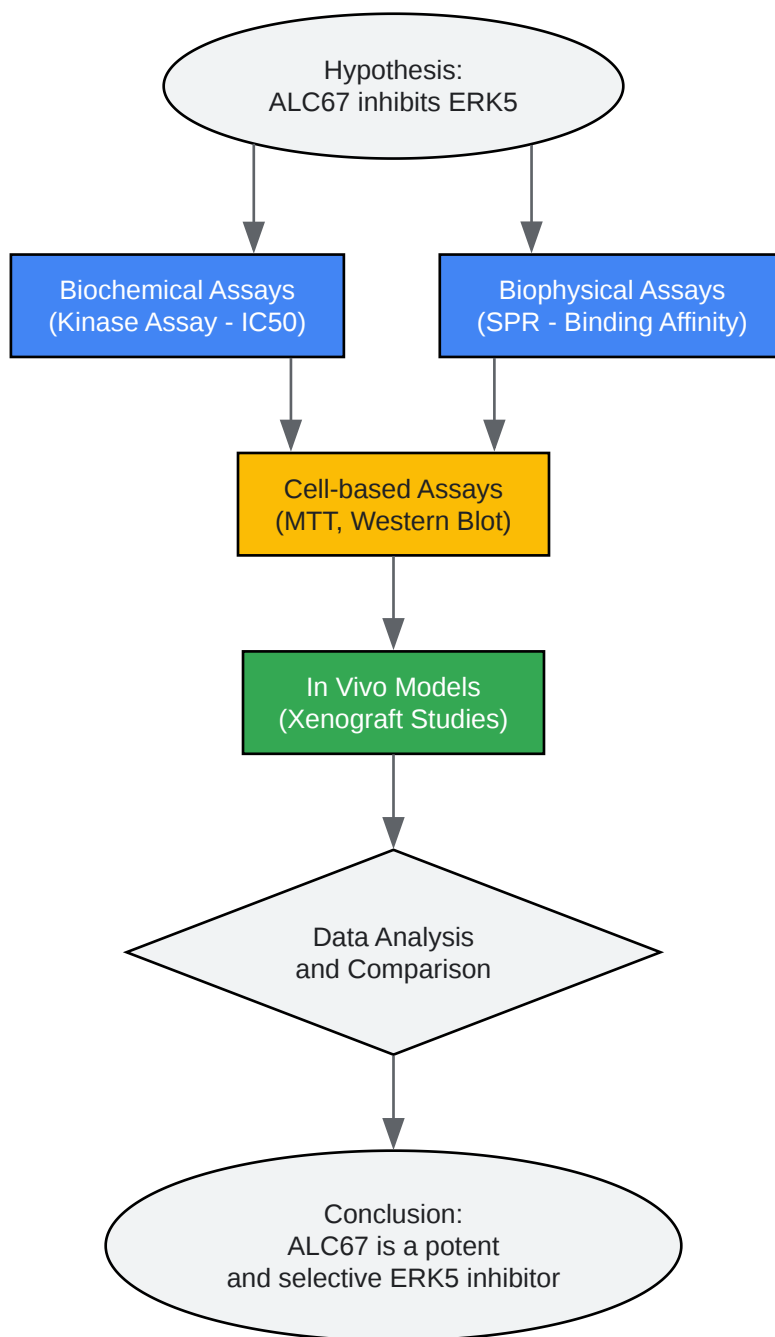 Hypothesis:
ALC67 inhibits ERK5
Biochemical Assays
(Kinase Assay - IC50)
Biophysical Assays
(SPR - Binding Affinity)
Cell-based Assays
(MTT, Western Blot)
In Vivo Models
(Xenograft Studies)
Data Analysis
and Comparison
Conclusion:
ALC67 is a potent
and selective ERK5 inhibitor